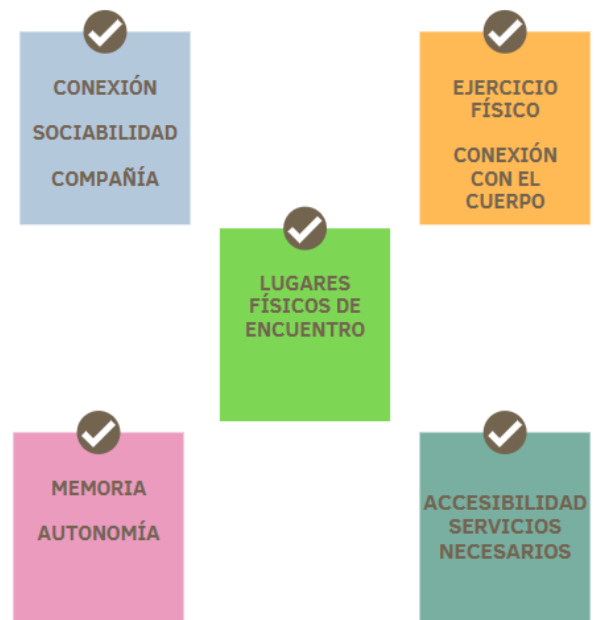 CONEXIÓN
SOCIABILIDAD
COMPAÑÍA
EJERCICIO
FÍSICO
CONEXIÓN
CON EL
CUERPO
LUGARES
FÍSICOS DE
ENCUENTRO
MEMORIA
AUTONOMÍA
ACCESIBILIDAD
SERVICIOS
NECESARIOS